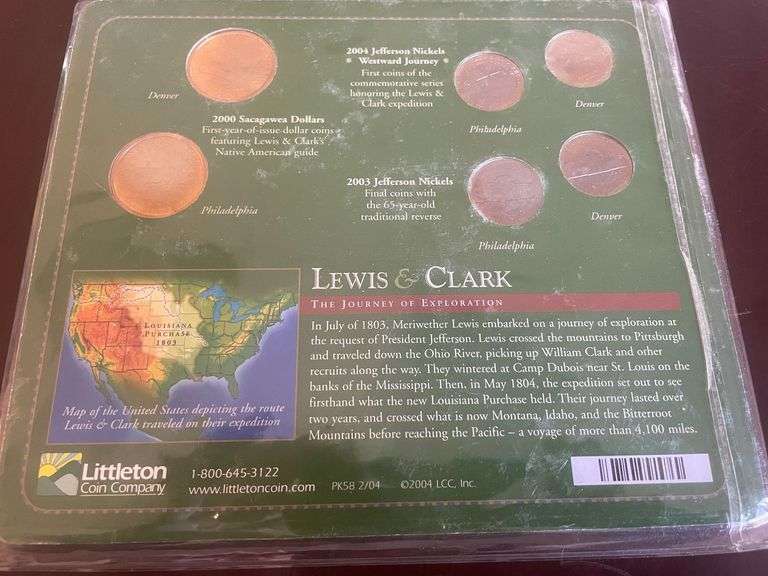 Denver
2000 Sacagawea Dollars
First-year-of-issue dollar coins
featuring Lewis & Clark's
Native American guide
Philadelphia
2004 Jefferson Nickels
* Westward Journey *
First coins of the
commemorative series
honoring the Lewis &
Clark expedition
Philadelphia
Denver
2003 Jefferson Nickels
Final coins with
the 65-year-old
traditional reverse
Philadelphia
Denver
LOUISIANA
PURCHASE
1803
Map of the United States depicting the route
Lewis & Clark traveled on their expedition
LEWIS & CLARK
THE JOURNEY OF EXPLORATION
In July of 1803, Meriwether Lewis embarked on a journey of exploration at
the request of President Jefferson. Lewis crossed the mountains to Pittsburgh
and traveled down the Ohio River, picking up William Clark and other
recruits along the way. They wintered at Camp Dubois near St. Louis on the
banks of the Mississippi. Then, in May 1804, the expedition set out to see
firsthand what the new Louisiana Purchase held. Their journey lasted over
two years, and crossed what is now Montana, Idaho, and the Bitterroot
Mountains before reaching the Pacific – a voyage of more than 4,100 miles.
Littleton
Coin Company
1-800-645-3122
www.littletoncoin.com
PK58 2/04 ©2004 LCC, Inc.